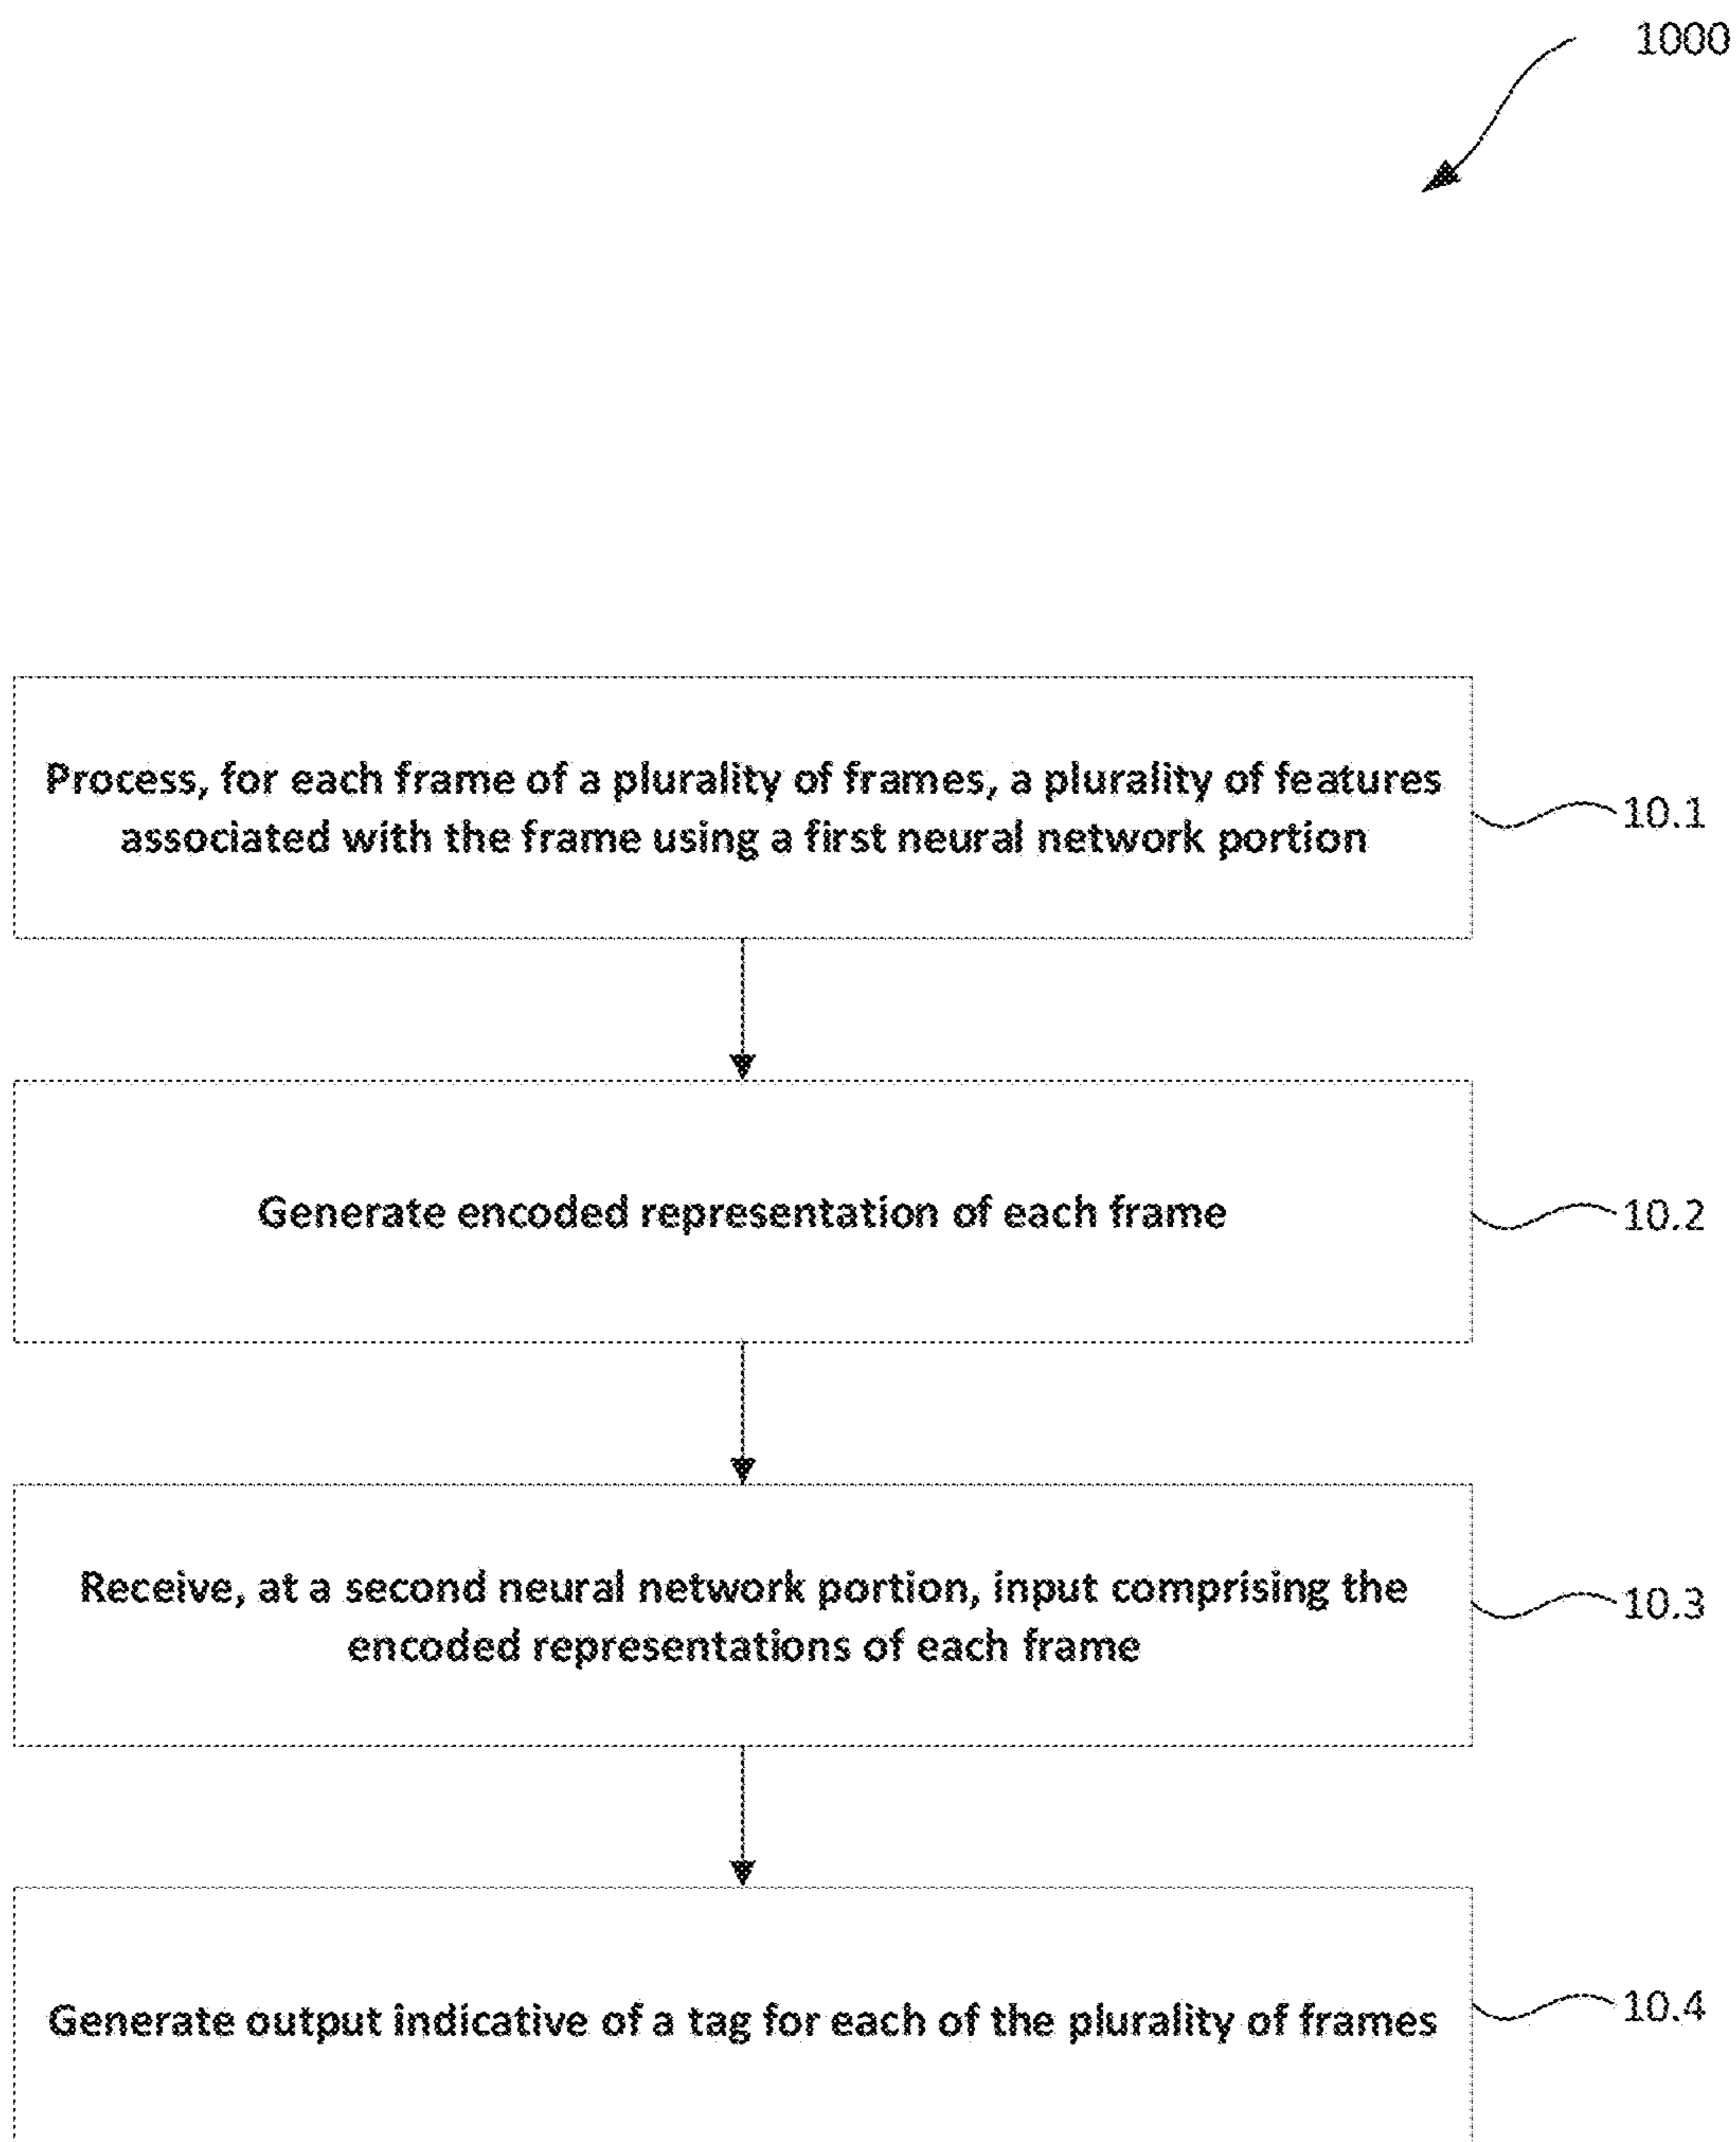 1000
Process, for each frame of a plurality of frames, a plurality of features
associated with the frame using a first neural network portion
10.1
Generate encoded representation of each frame
10.2
Receive, at a second neural network portion, input comprising the
encoded representations of each frame
10.3
Generate output indicative of a tag for each of the plurality of frames
10.4